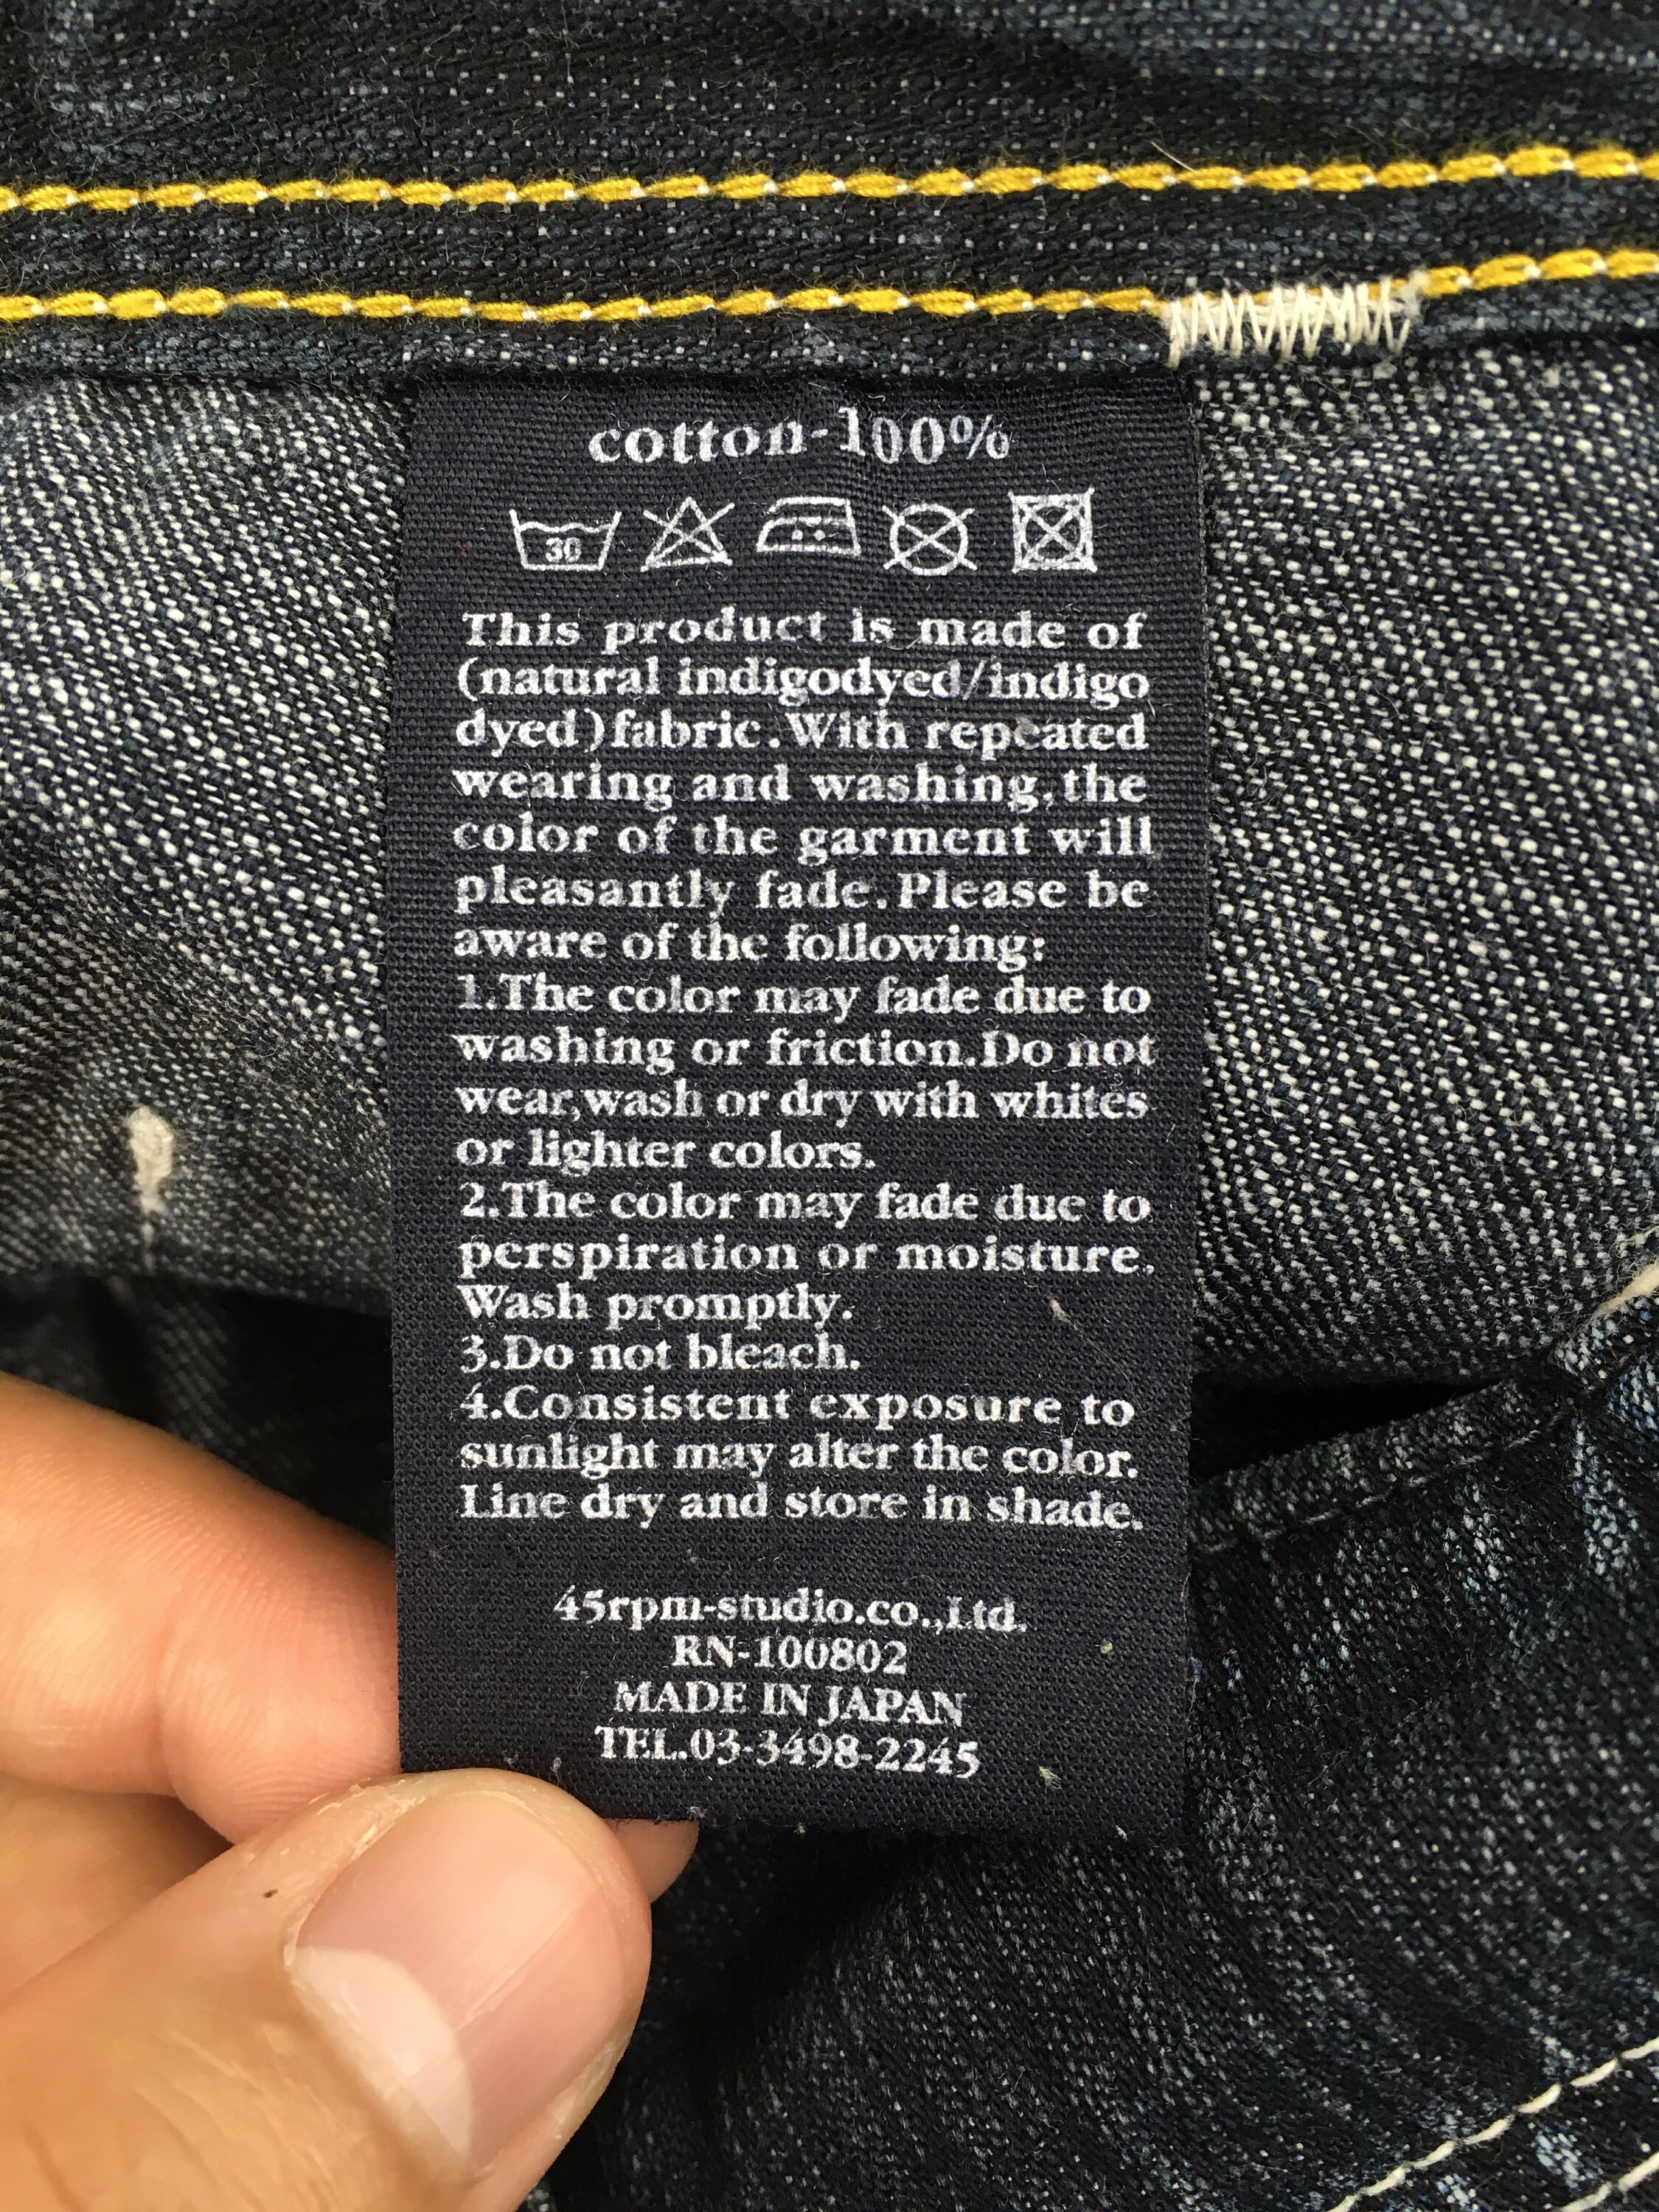 cotton-100%
30
This product is made of
(natural indigodyed/indigo
dyed)fabric.With repeated
wearing and washing,the
color of the garment will
pleasantly fade.Please be
aware of the following:
1.The color may fade due to
washing or friction.Do not
wear,wash or dry with whites
or lighter colors.
2.The color may fade due to
perspiration or moisture.
Wash promptly.
3.Do not bleach.
4.Consistent exposure to
sunlight may alter the color.
Line dry and store in shade.
45rpm-studio.co.,Ltd.
RN-100802
MADE IN JAPAN
TEL.03-3498-2245